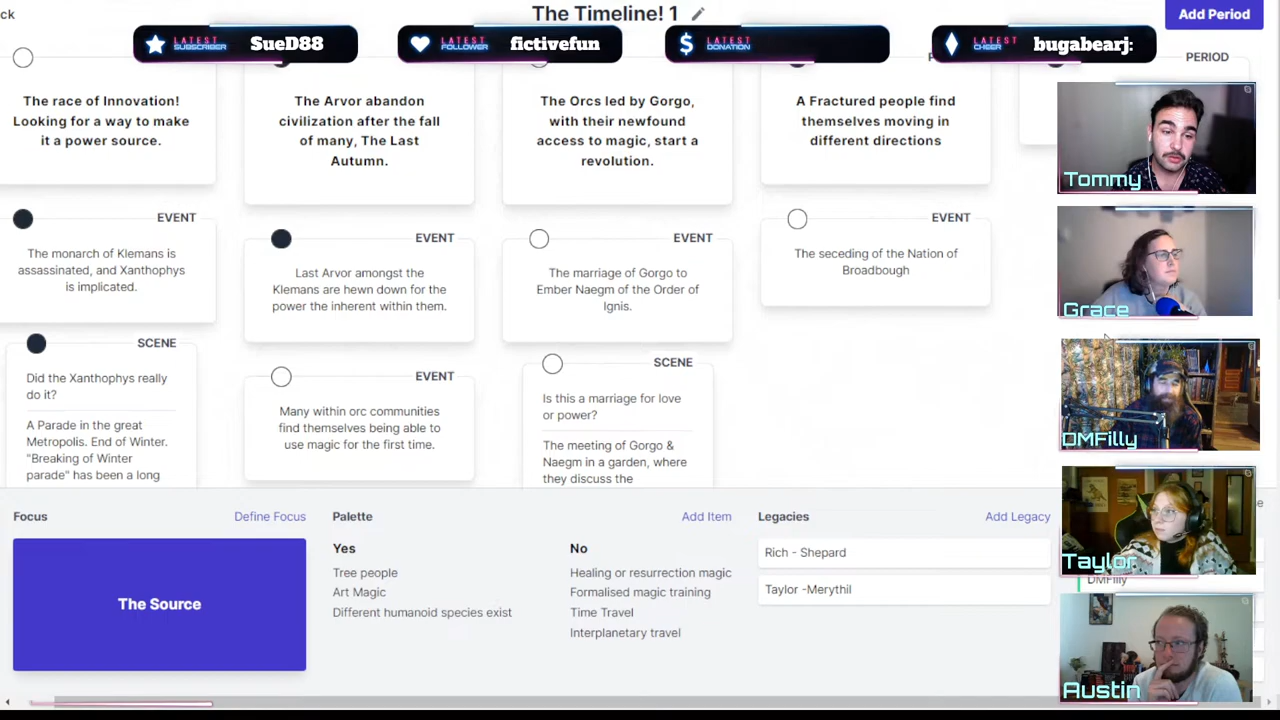 ck
The Timeline! 1
Add Period
LATEST
SUBSCRIBER
SueD88
LATEST
FOLLOWER
fictivefun
LATEST
DONATION
LATEST
CHEER
bugabearj:
PERIOD
The race of Innovation!
Looking for a way to make
it a power source.
The Arvor abandon
civilization after the fall
of many, The Last
Autumn.
The Orcs led by Gorgo,
with their newfound
access to magic, start a
revolution.
A Fractured people find
themselves moving in
different directions
EVENT
The monarch of Klemans is
assassinated, and Xanthophys
is implicated.
EVENT
Last Arvor amongst the
Klemans are hewn down for the
power the inherent within them.
EVENT
The marriage of Gorgo to
Ember Naegm of the Order of
Ignis.
EVENT
The seceding of the Nation of
Broadbough
SCENE
Did the Xanthophys really
do it?
A Parade in the great
Metropolis. End of Winter.
"Breaking of Winter
parade" has been a long
EVENT
Many within orc communities
find themselves being able to
use magic for the first time.
SCENE
Is this a marriage for love
or power?
The meeting of Gorgo &
Naegm in a garden, where
they discuss the
Tommy
Grace
DMFilly
Taylor
DMFilly
Austin
Focus
Define Focus
The Source
Palette
Add Item
Yes
Tree people
Art Magic
Different humanoid species exist
No
Healing or resurrection magic
Formalised magic training
Time Travel
Interplanetary travel
Legacies
Add Legacy
Rich - Shepard
Taylor -Merythil